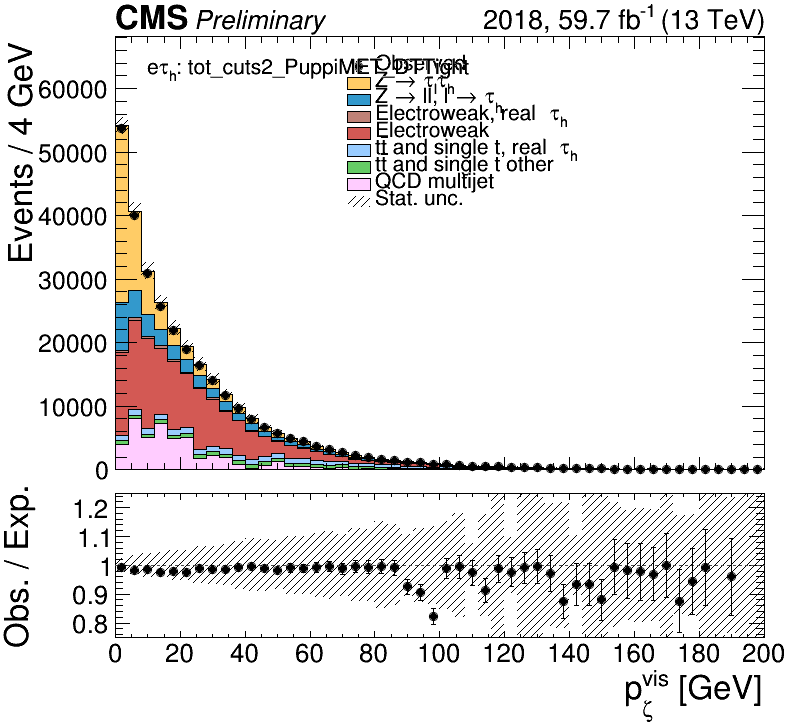 CMS Preliminary 2018, 59.7 fb⁻¹ (13 TeV)
eτh: tot_cuts2_PuppiMET_DTTight
Observed
Z → τlτh
Z → ll, l → τh
Electroweak, real τh
Electroweak
tt̄ and single t, real τh
tt̄ and single t other
QCD multijet
Stat. unc.
Events / 4 GeV
60000
50000
40000
30000
20000
10000
0
Obs. / Exp.
1.2
1.1
1
0.9
0.8
0 20 40 60 80 100 120 140 160 180 200
pζvis [GeV]